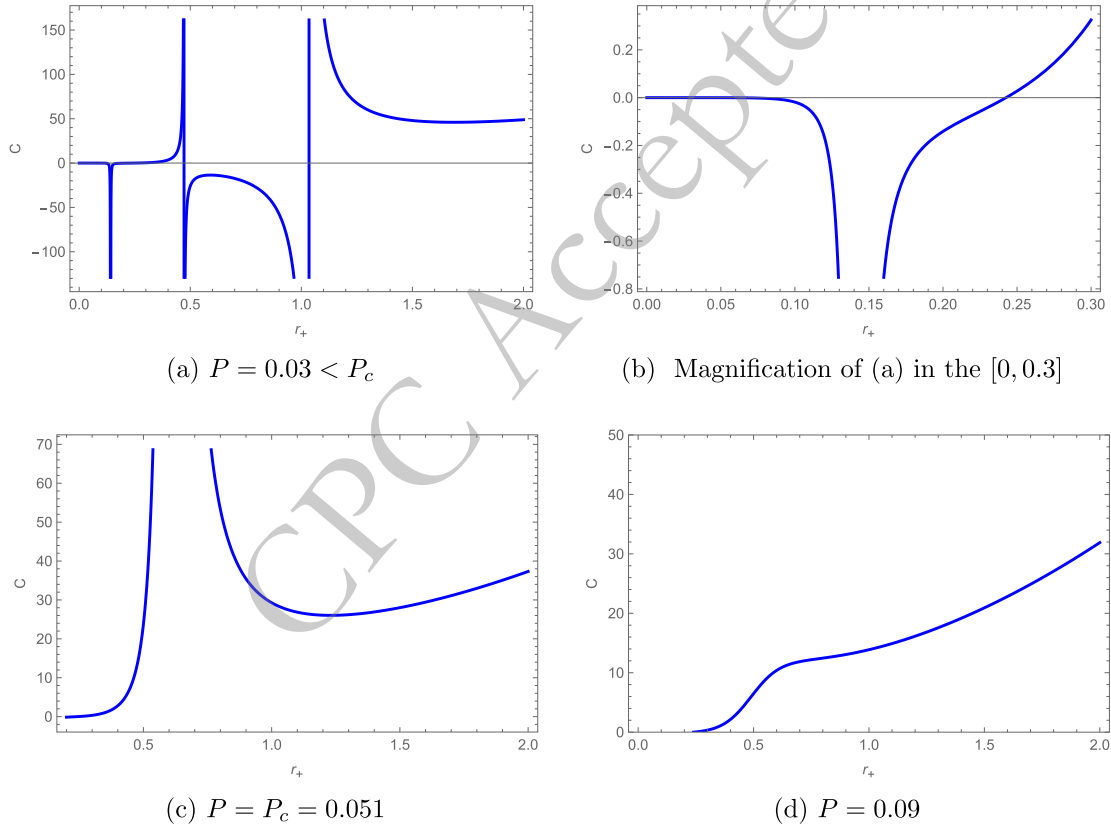 150
100
50
0
−50
−100
C
0.0 0.5 1.0 1.5 2.0
r+
(a) P = 0.03 < Pc
0.2
0.0
−0.2
−0.4
−0.6
−0.8
C
0.00 0.05 0.10 0.15 0.20 0.25 0.30
r+
(b) Magnification of (a) in the [0, 0.3]
70
60
50
40
30
20
10
0
C
0.5 1.0 1.5 2.0
r+
(c) P = Pc = 0.051
50
40
30
20
10
0
C
0.0 0.5 1.0 1.5 2.0
r+
(d) P = 0.09
CPC Accepte